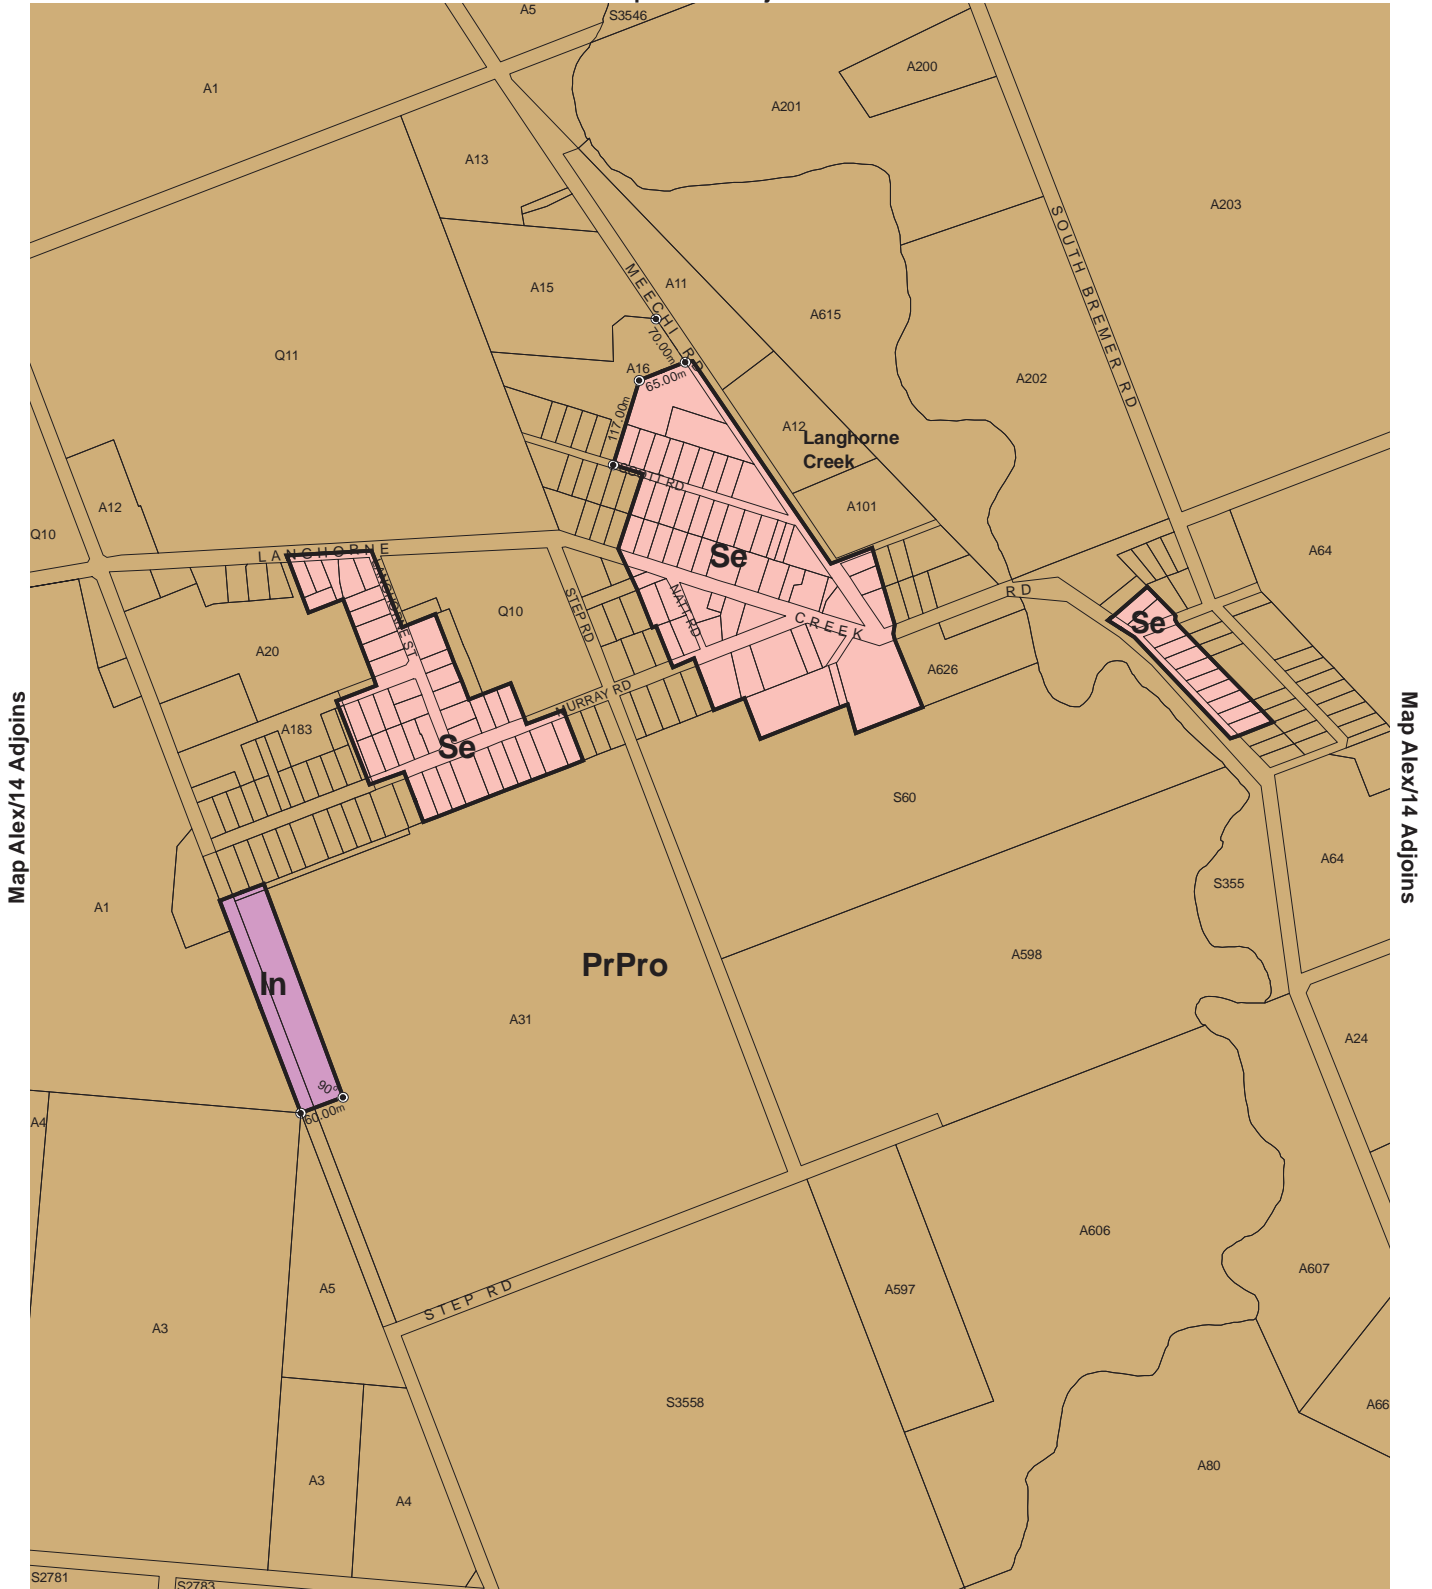 A5
S3546
A1
A200
A201
A13
A203
MEECHI RD
A11
A15
SOUTH BREMER RD
A615
70.00m
Q11
A16
65.00m
A202
117.00m
A12
Langhorne
Creek
RD
A12
A101
Q10
LANGHORNE
Se
A64
LANGHORNE ST
Q10
STEP RD
NATT RD
CREEK
RD
Se
A20
A626
MURRAY RD
A183
Se
Map Alex/14 Adjoins
Map Alex/14 Adjoins
S60
A64
S355
A1
A598
PrPro
In
A31
A24
90°
60.00m
A4
A606
A607
A5
A597
STEP RD
A3
S3558
A66
A80
A3
A4
S2781
S2783